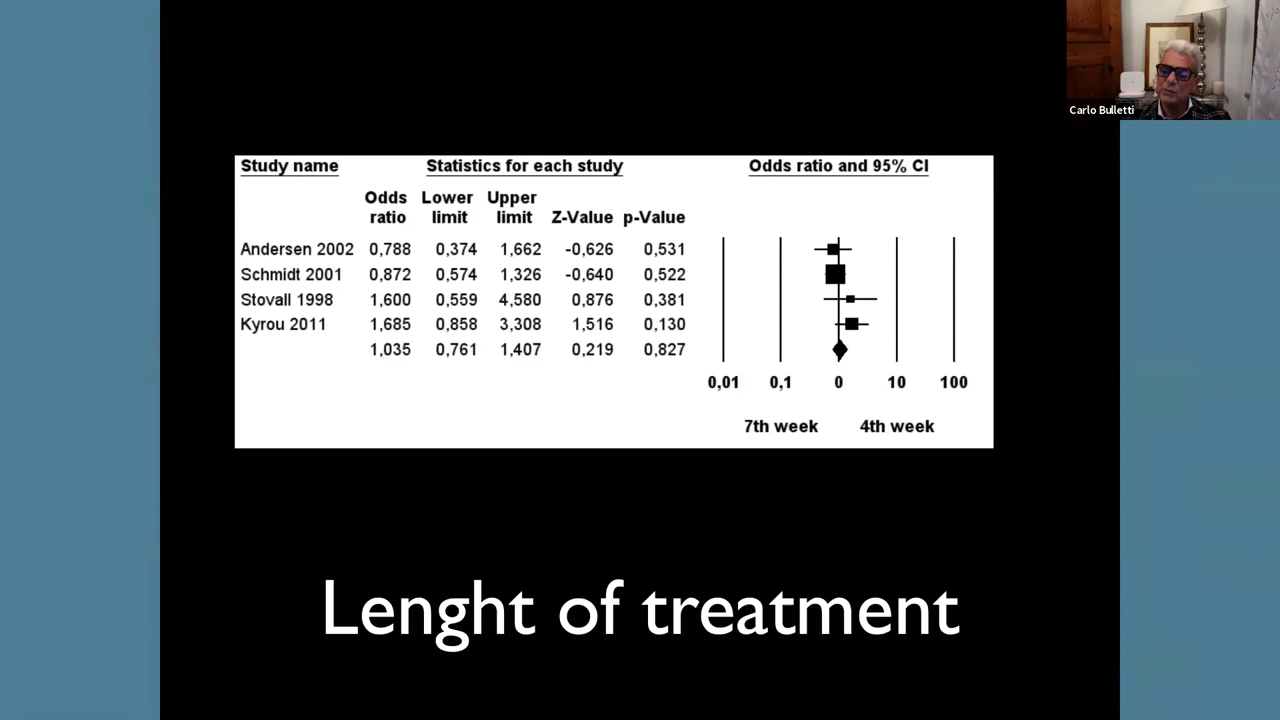 Carlo Bulletti
Study name Statistics for each study Odds ratio and 95% CI
Odds Lower Upper
ratio limit limit Z-Value p-Value
Andersen 2002 0,788 0,374 1,662 -0,626 0,531
Schmidt 2001 0,872 0,574 1,326 -0,640 0,522
Stovall 1998 1,600 0,559 4,580 0,876 0,381
Kyrou 2011 1,685 0,858 3,308 1,516 0,130
1,035 0,761 1,407 0,219 0,827
0,01 0,1 0 10 100
7th week 4th week
Lenght of treatment